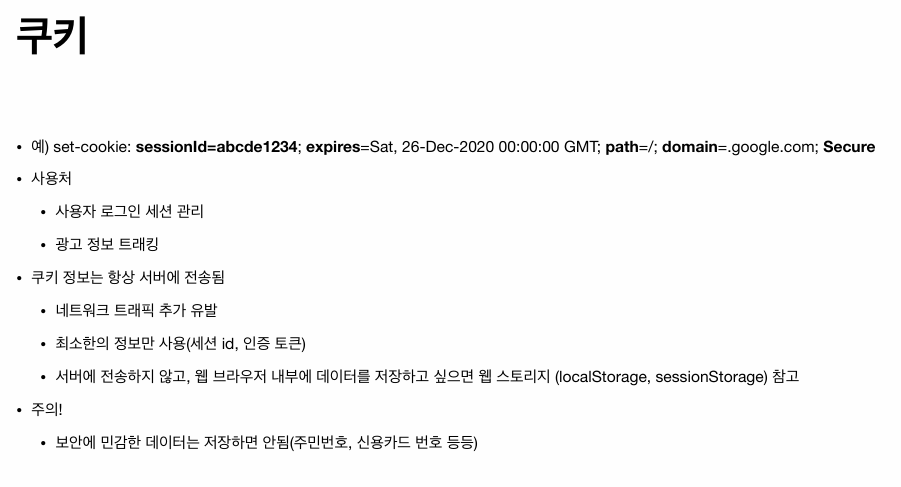 쿠키
• 예) set-cookie: sessionId=abcde1234; expires=Sat, 26-Dec-2020 00:00:00 GMT; path=/; domain=.google.com; Secure
• 사용처
• 사용자 로그인 세션 관리
• 광고 정보 트래킹
• 쿠키 정보는 항상 서버에 전송됨
• 네트워크 트래픽 추가 유발
• 최소한의 정보만 사용(세션 id, 인증 토큰)
• 서버에 전송하지 않고, 웹 브라우저 내부에 데이터를 저장하고 싶으면 웹 스토리지 (localStorage, sessionStorage) 참고
• 주의!
• 보안에 민감한 데이터는 저장하면 안됨(주민번호, 신용카드 번호 등등)